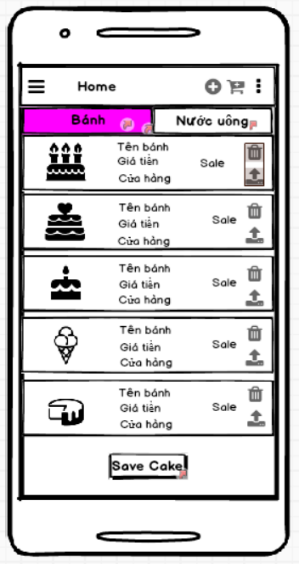 Home
Bánh
Nước uông
Tên bánh
Giá tiền
Cửa hàng
Sale
Tên bánh
Giá tiền
Cửa hàng
Sale
Tên bánh
Giá tiền
Cửa hàng
Sale
Tên bánh
Giá tiền
Cửa hàng
Sale
Tên bánh
Giá tiền
Cửa hàng
Sale
Save Cake